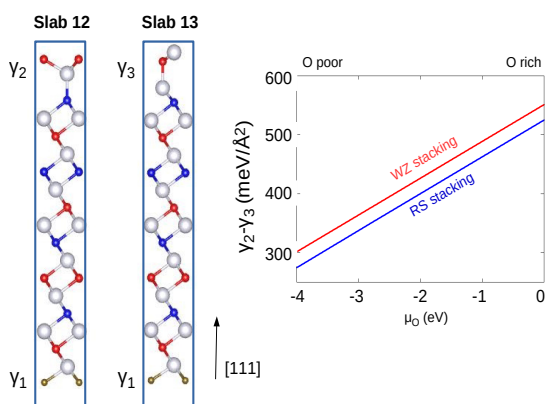 Slab 12
Slab 13
γ2
γ3
γ1
γ1
[111]
O poor
O rich
600
500
400
300
γ2-γ3 (meV/Å²)
WZ stacking
RS stacking
-4
-3
-2
-1
0
μO (eV)